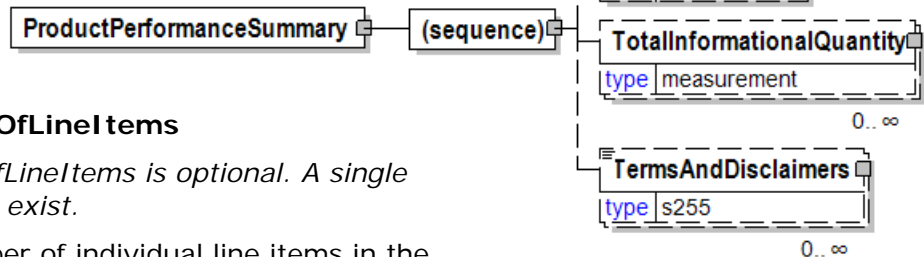 ProductPerformanceSummary
(sequence)
TotalInformationalQuantity
type measurement
0.. ∞
TermsAndDisclaimers
type s255
0.. ∞
OfLineItems
fLineItems is optional. A single
exist.
er of individual line items in the